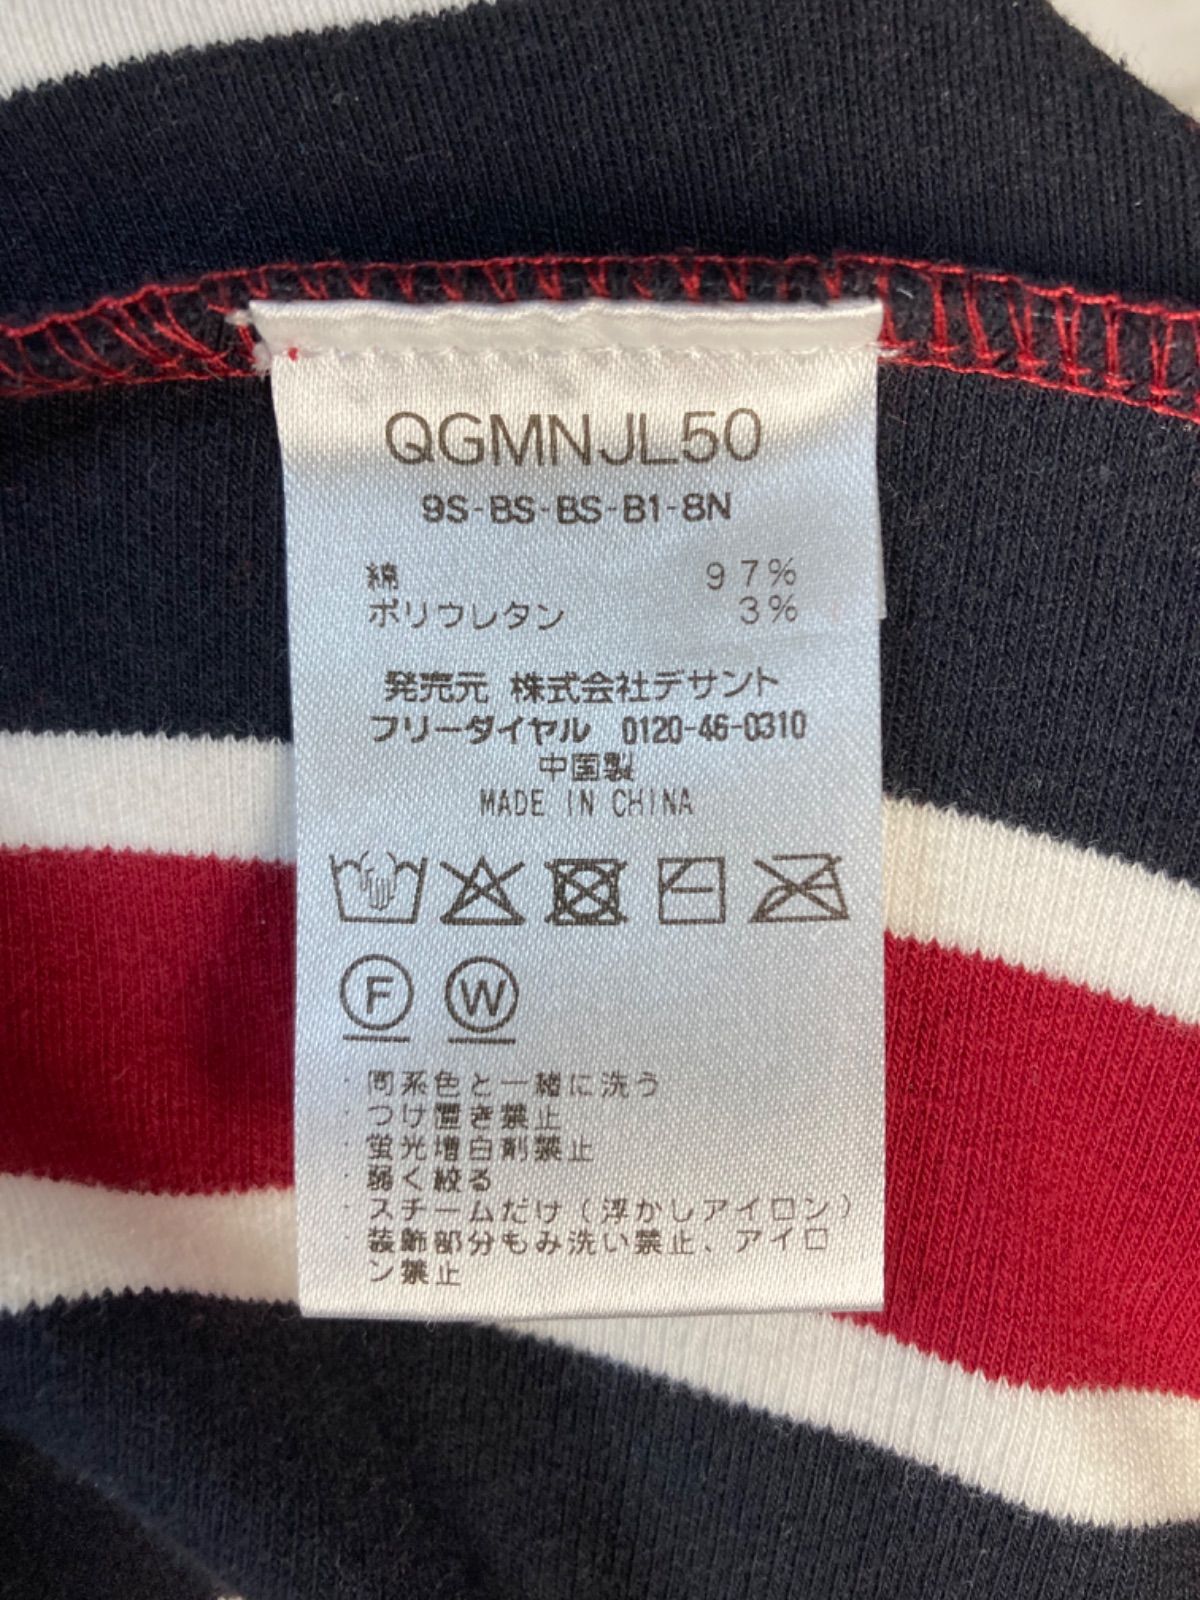 QGMNJL50
9S-BS-BS-B1-8N
綿 97%
ポリウレタン 3%
発売元 株式会社デサント
フリーダイヤル 0120-46-0310
中国製
MADE IN CHINA
F W
・同系色と一緒に洗う
・つけ置き禁止
・蛍光増白剤禁止
・弱く絞る
・スチームだけ(浮かしアイロン)
・装飾部分もみ洗い禁止、アイロ
ン禁止